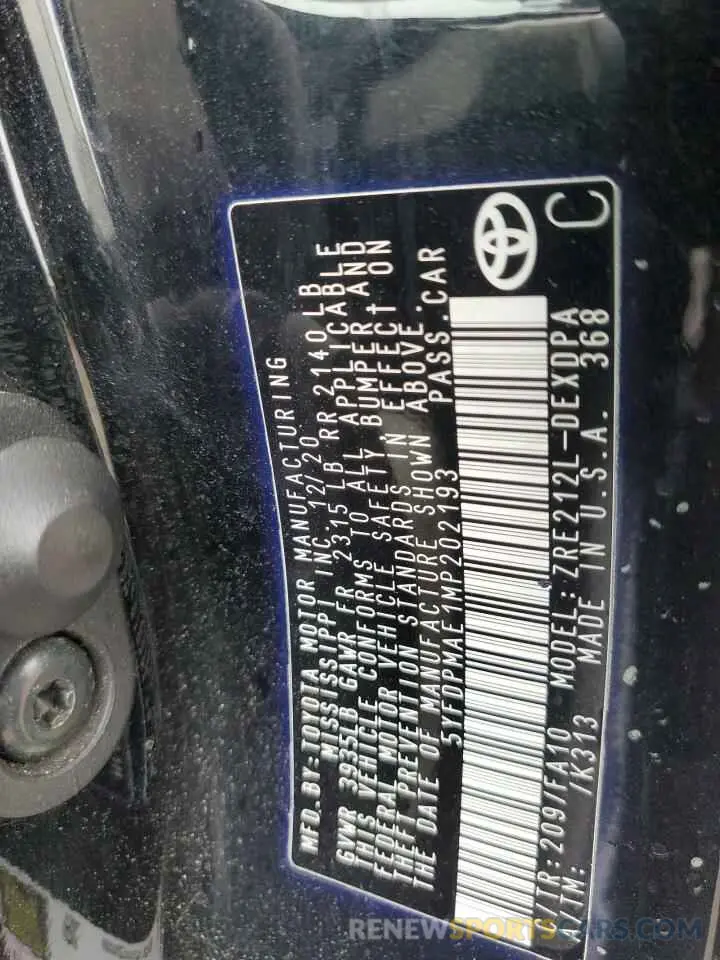 MFD.BY:TOYOTA MOTOR MANUFACTURING
MISSISSIPPI INC. 12/20
GVWR 3935LB GAWR FR 2315 LB RR 2140 LB
THIS VEHICLE CONFORMS TO ALL APPLICABLE
FEDERAL MOTOR VEHICLE SAFETY, BUMPER AND
THEFT PREVENTION STANDARDS IN EFFECT ON
THE DATE OF MANUFACTURE SHOWN ABOVE.
5YFDPMAE1MP202193 PASS.CAR
/TR:209/FA10 MODEL:ZRE212L-DEXDPA
/TM: /K313 MADE IN U.S.A. 368
C
RENEWSPORTSCARS.COM